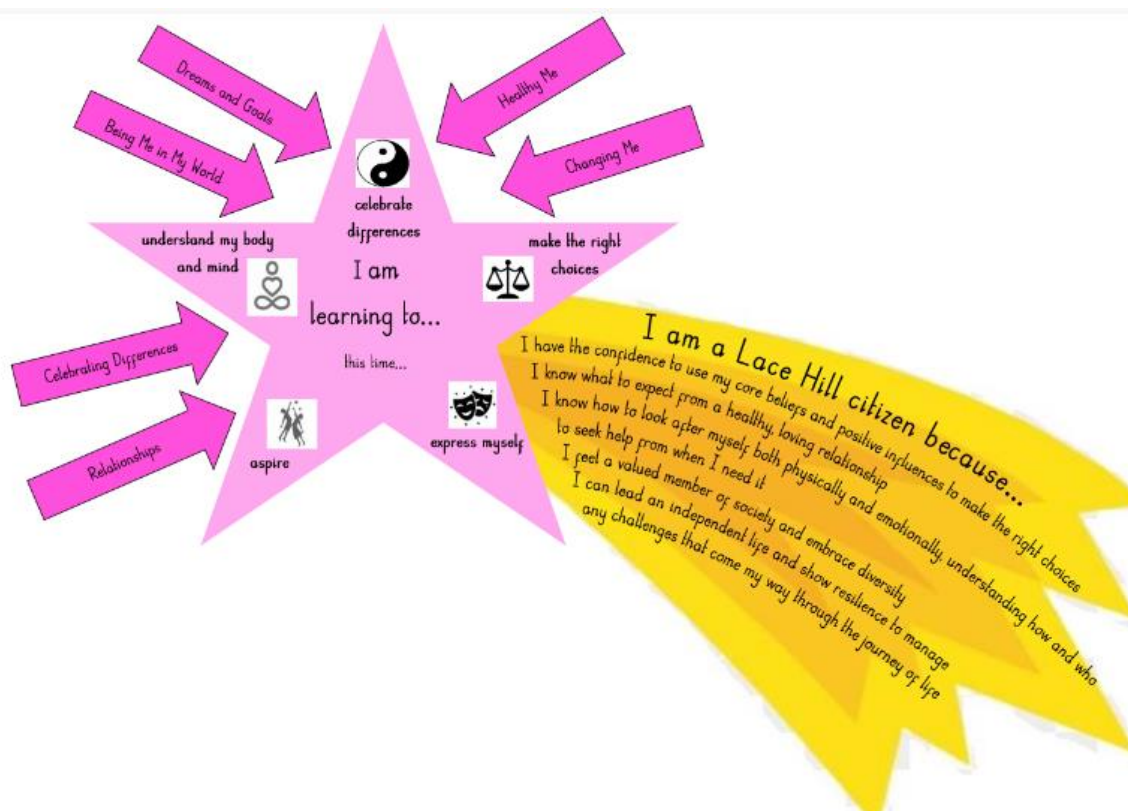 Dreams and Goals
Being Me in My World
Healthy Me
Changing Me
celebrate
differences
understand my body
and mind
make the right
choices
I am
learning to...
this time...
Celebrating Differences
Relationships
aspire
express myself
I am a Lace Hill citizen because...
I have the confidence to use my core beliefs and positive influences to make the right choices
I know what to expect from a healthy, loving relationship
I know how to look after myself both physically and emotionally, understanding how and who
to seek help from when I need it
I feel a valued member of society and embrace diversity
I can lead an independent life and show resilience to manage
any challenges that come my way through the journey of life